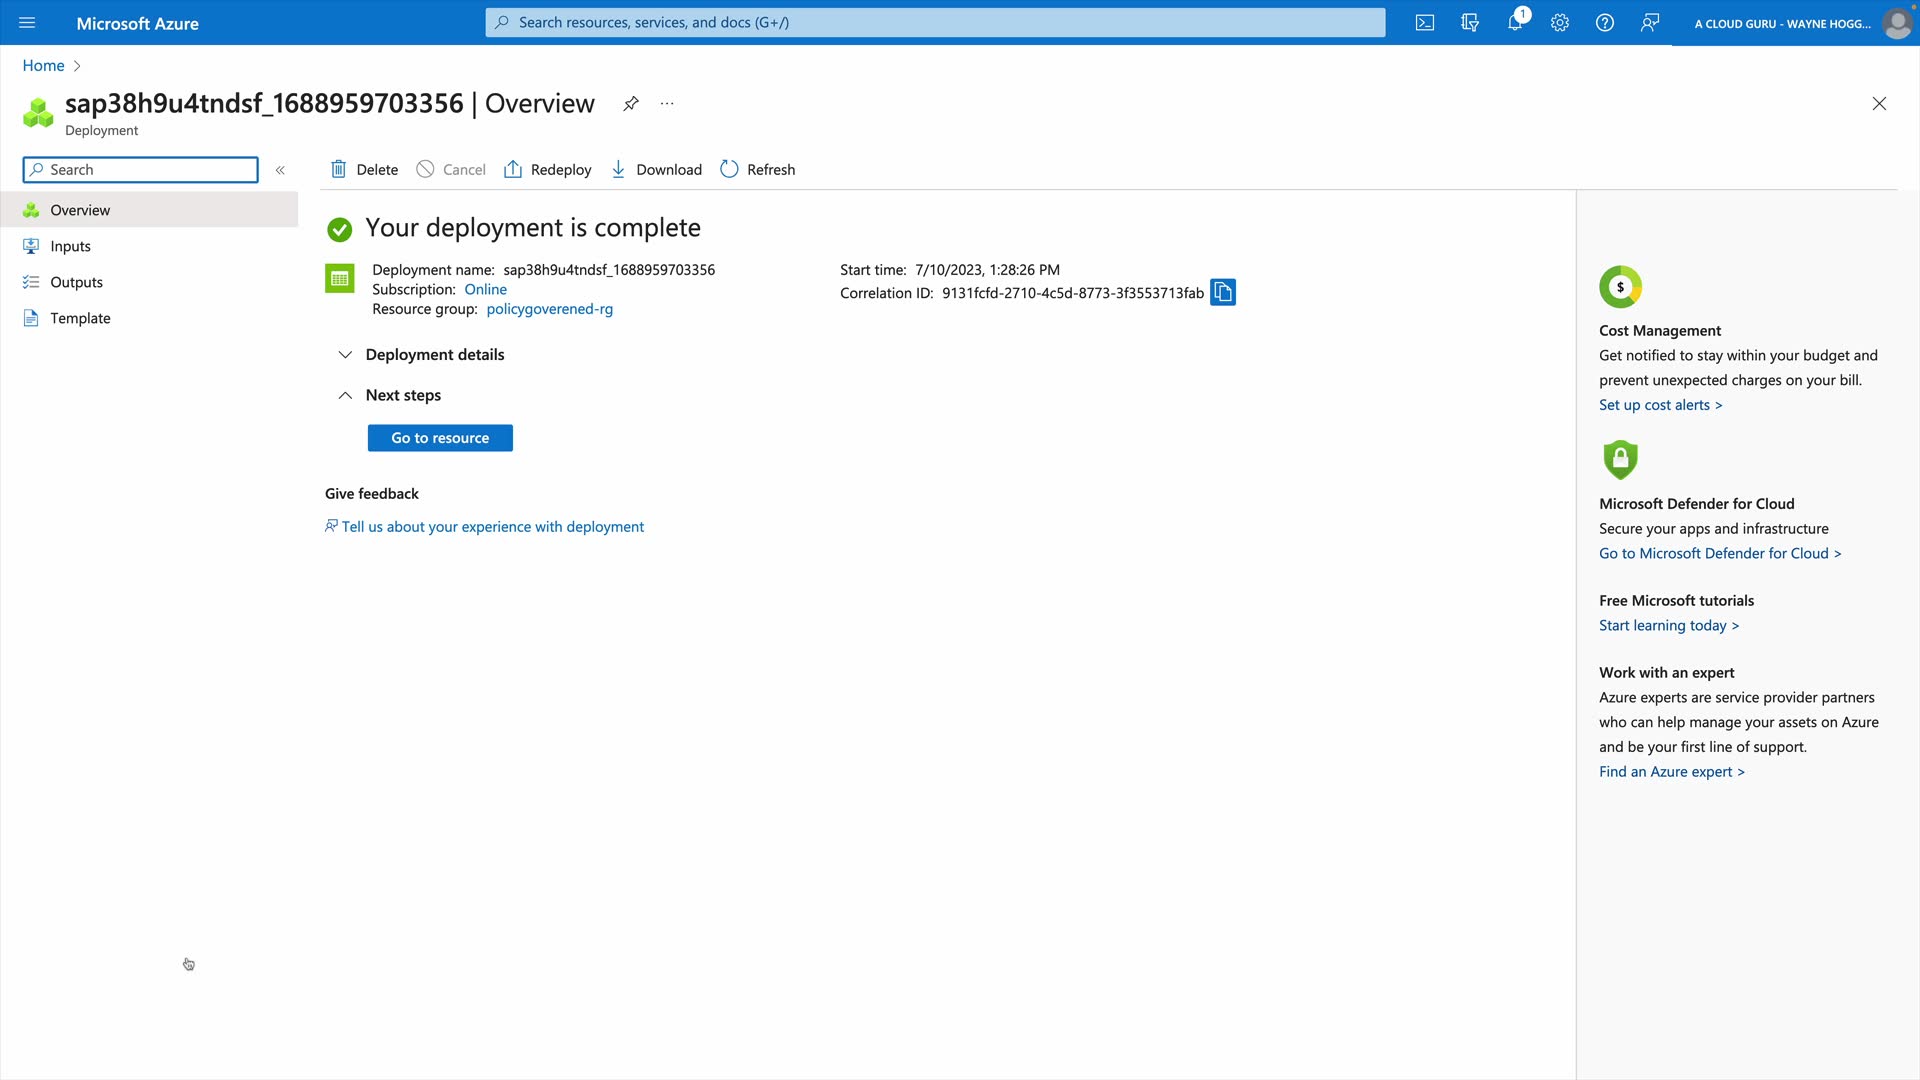 Microsoft Azure
Search resources, services, and docs (G+/)
1
A CLOUD GURU - WAYNE HOGG...
Home
sap38h9u4tndsf_1688959703356 | Overview
Deployment
Search
Delete
Cancel
Redeploy
Download
Refresh
Overview
Inputs
Outputs
Template
Your deployment is complete
Deployment name: sap38h9u4tndsf_1688959703356
Subscription: Online
Resource group: policygoverened-rg
Start time: 7/10/2023, 1:28:26 PM
Correlation ID: 9131fcfd-2710-4c5d-8773-3f3553713fab
Deployment details
Next steps
Go to resource
Give feedback
Tell us about your experience with deployment
$
Cost Management
Get notified to stay within your budget and
prevent unexpected charges on your bill.
Set up cost alerts >
Microsoft Defender for Cloud
Secure your apps and infrastructure
Go to Microsoft Defender for Cloud >
Free Microsoft tutorials
Start learning today >
Work with an expert
Azure experts are service provider partners
who can help manage your assets on Azure
and be your first line of support.
Find an Azure expert >